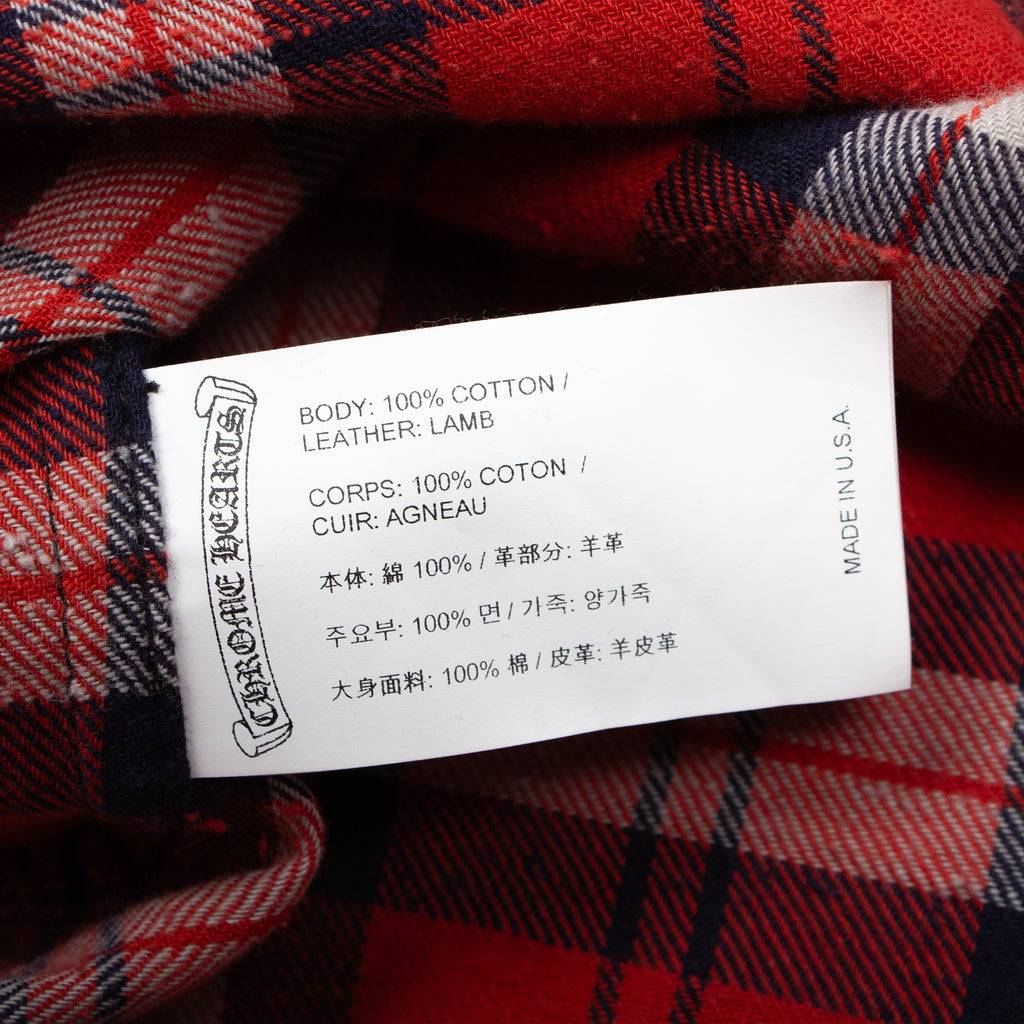 CHROME HEARTS
BODY: 100% COTTON /
LEATHER: LAMB
CORPS: 100% COTON /
CUIR: AGNEAU
本体: 綿 100% / 革部分: 羊革
주요부: 100% 면 / 가죽: 양가죽
大身面料: 100% 棉 / 皮革: 羊皮革
MADE IN U.S.A.